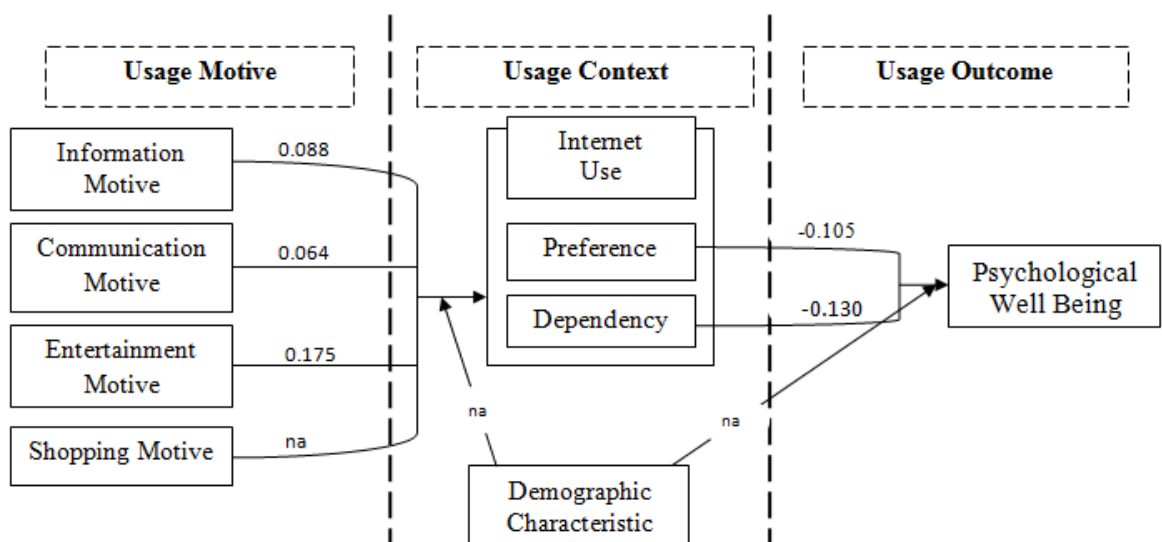 Usage Motive
Usage Context
Usage Outcome
Information
Motive
0.088
Communication
Motive
0.064
Entertainment
Motive
0.175
Shopping Motive
na
Internet
Use
Preference
Dependency
-0.105
-0.130
Psychological
Well Being
na
na
Demographic
Characteristic